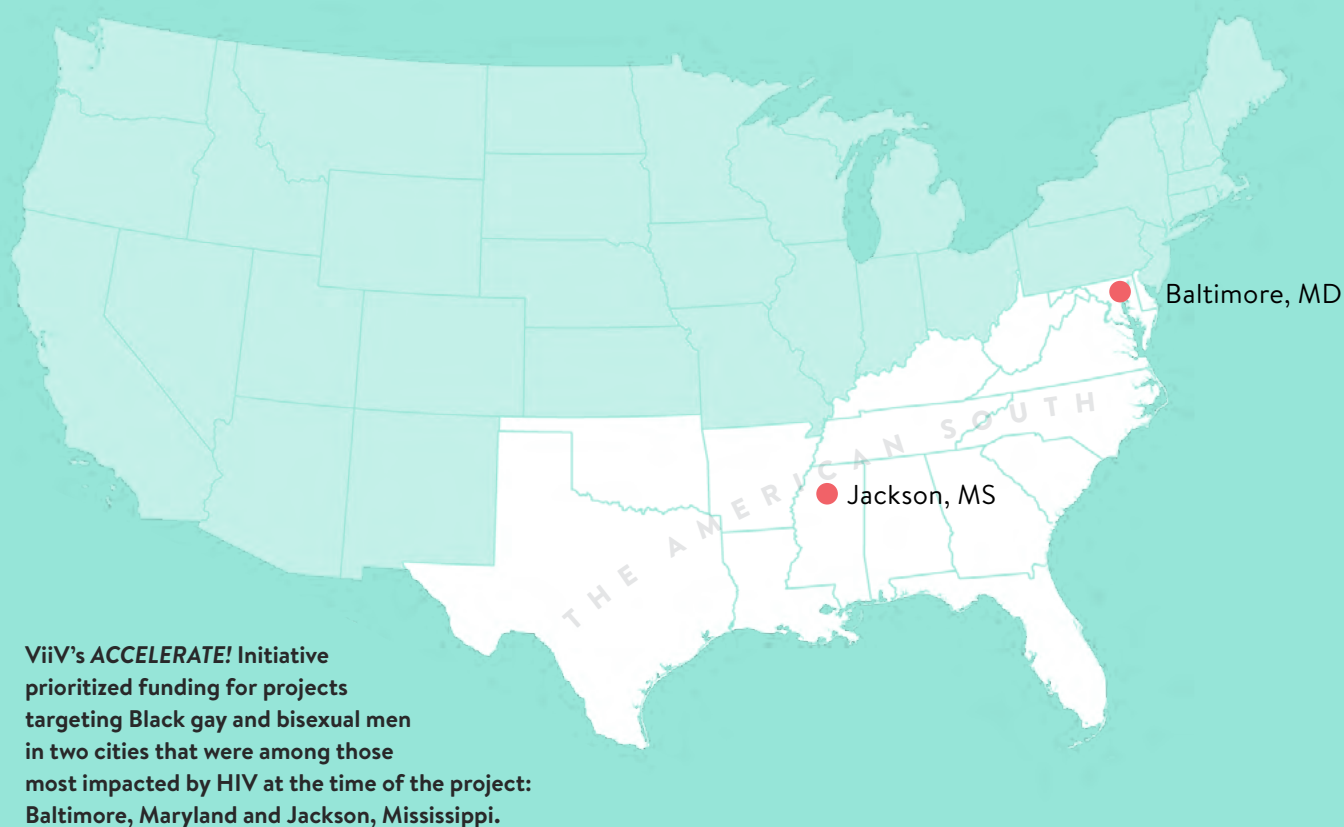 Baltimore, MD
THE AMERICAN SOUTH
Jackson, MS
ViiV's ACCELERATE! Initiative
prioritized funding for projects
targeting Black gay and bisexual men
in two cities that were among those
most impacted by HIV at the time of the project:
Baltimore, Maryland and Jackson, Mississippi.